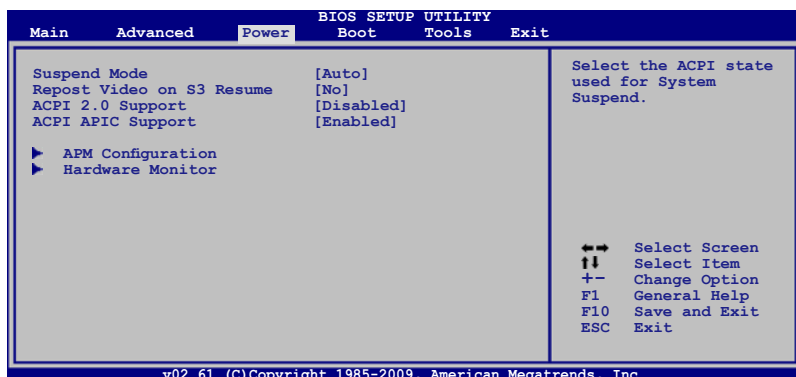 BIOS SETUP UTILITY
Main Advanced Power Boot Tools Exit
Suspend Mode [Auto]
Repost Video on S3 Resume [No]
ACPI 2.0 Support [Disabled]
ACPI APIC Support [Enabled]
APM Configuration
Hardware Monitor
Select the ACPI state
used for System
Suspend.
Select Screen
Select Item
+- Change Option
F1 General Help
F10 Save and Exit
ESC Exit
v02.61 (C)Copyright 1985-2009, American Megatrends, Inc.